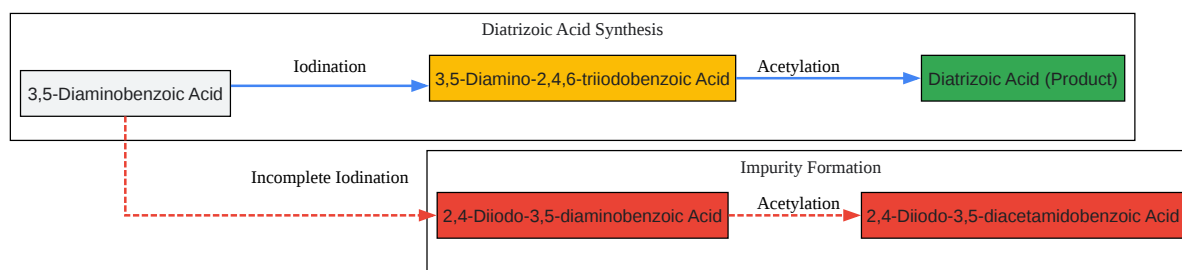 Diatrizoic Acid Synthesis
Iodination
Acetylation
3,5-Diaminobenzoic Acid
3,5-Diamino-2,4,6-triiodobenzoic Acid
Diatrizoic Acid (Product)
Impurity Formation
Incomplete Iodination
Acetylation
2,4-Diiodo-3,5-diaminobenzoic Acid
2,4-Diiodo-3,5-diacetamidobenzoic Acid